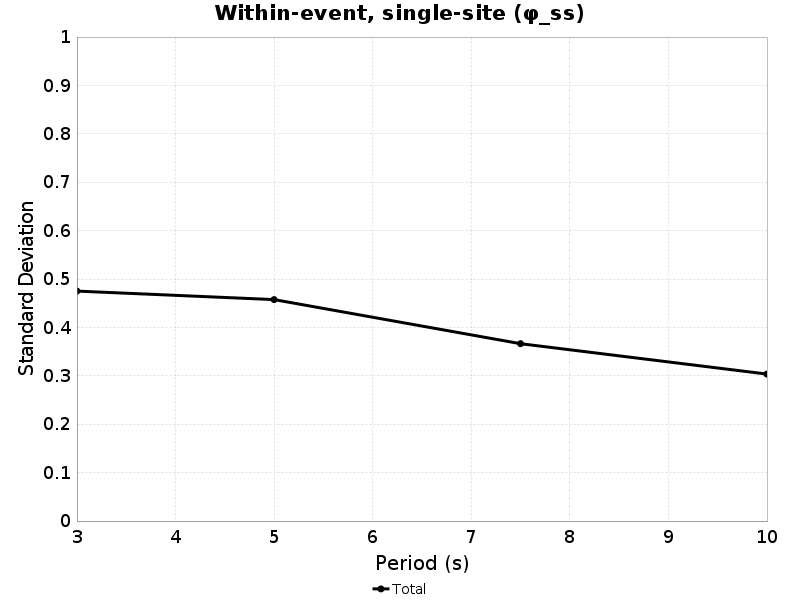 Within-event, single-site (φ_ss)
1
0.9
0.8
0.7
0.6
0.5
0.4
0.3
0.2
0.1
0
Standard Deviation
3 4 5 6 7 8 9 10
Period (s)
Total